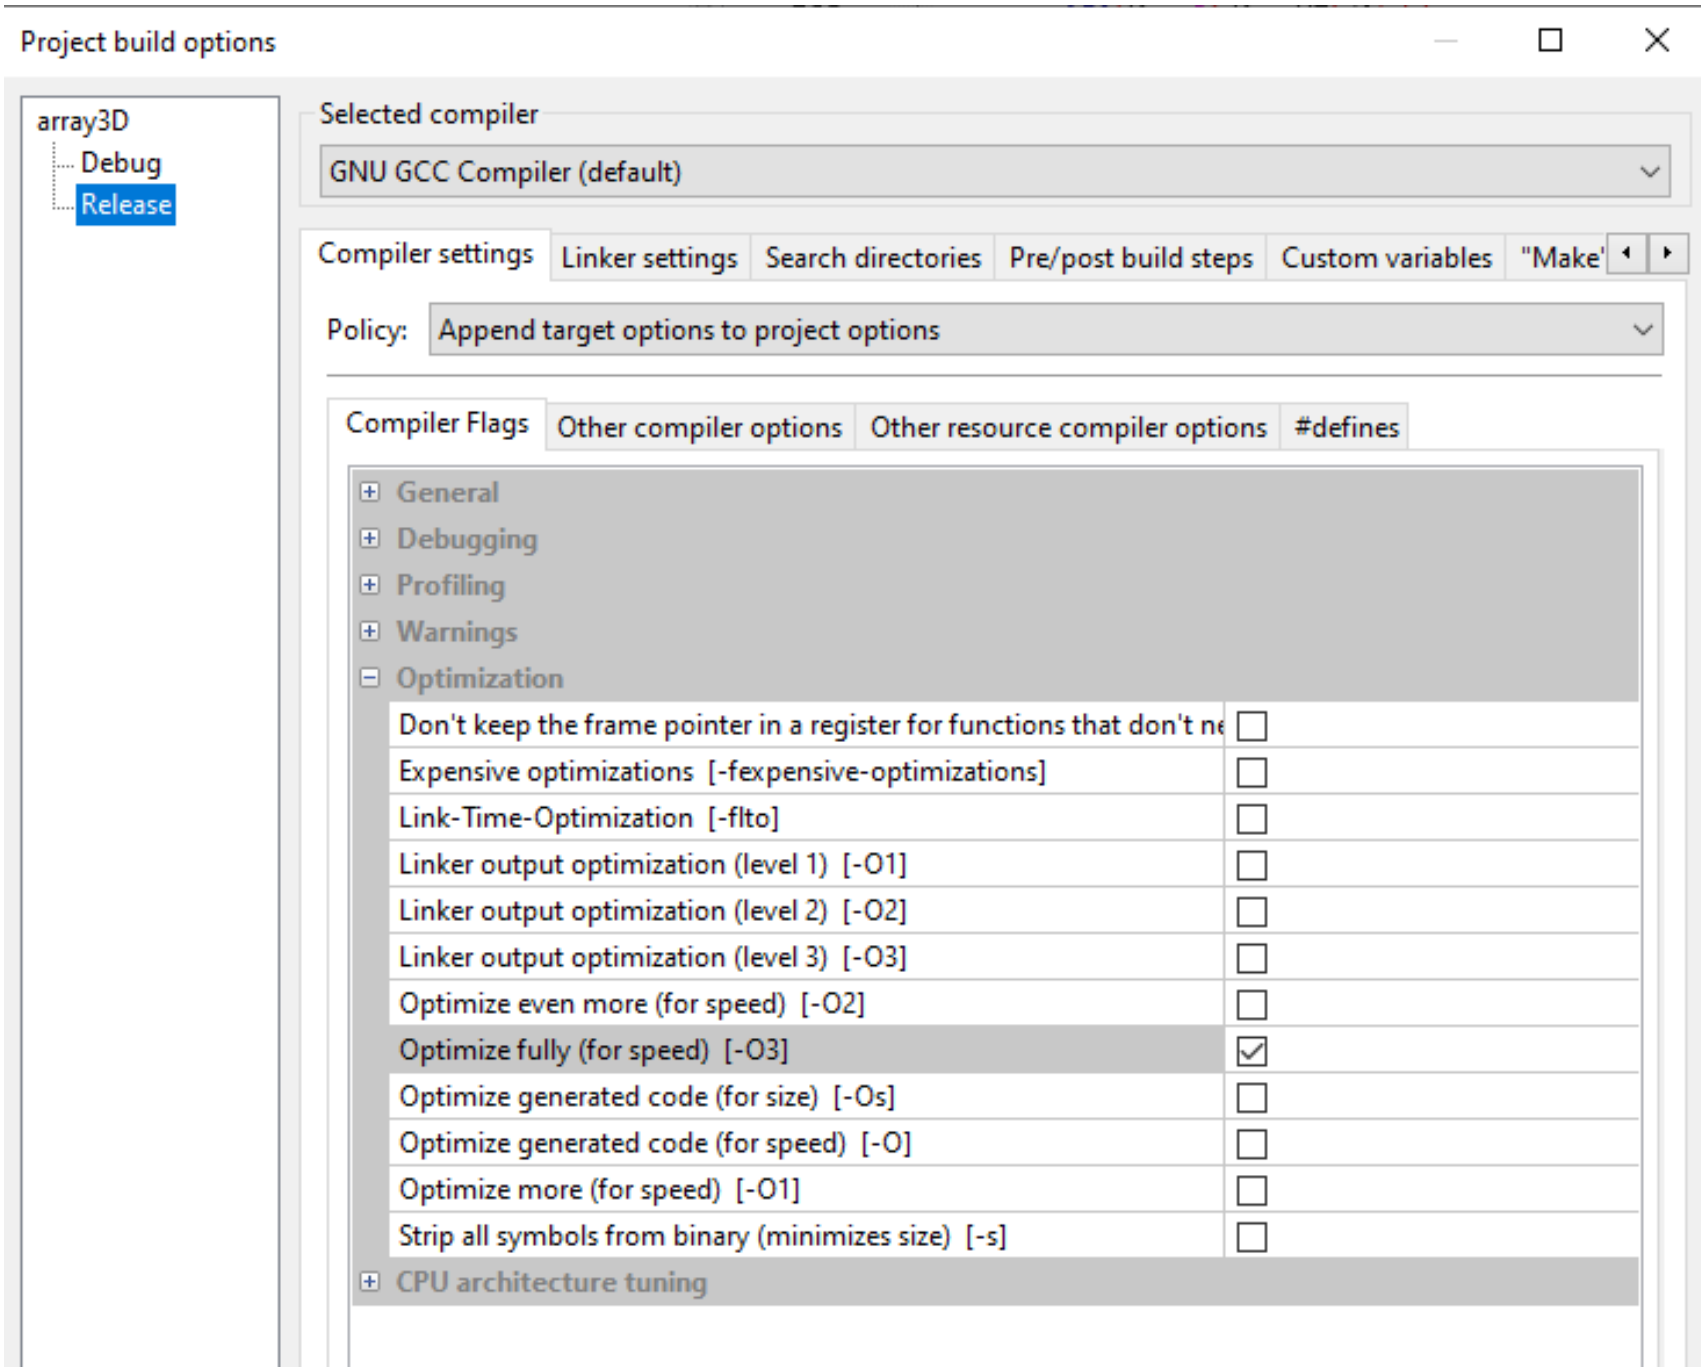 Project build options
array3D
Debug
Release
Selected compiler
GNU GCC Compiler (default)
Compiler settings
Linker settings
Search directories
Pre/post build steps
Custom variables
"Make"
Policy:
Append target options to project options
Compiler Flags
Other compiler options
Other resource compiler options
#defines
General
Debugging
Profiling
Warnings
Optimization
Don't keep the frame pointer in a register for functions that don't ne
Expensive optimizations [-fexpensive-optimizations]
Link-Time-Optimization [-flto]
Linker output optimization (level 1) [-O1]
Linker output optimization (level 2) [-O2]
Linker output optimization (level 3) [-O3]
Optimize even more (for speed) [-O2]
Optimize fully (for speed) [-O3]
Optimize generated code (for size) [-Os]
Optimize generated code (for speed) [-O]
Optimize more (for speed) [-O1]
Strip all symbols from binary (minimizes size) [-s]
CPU architecture tuning